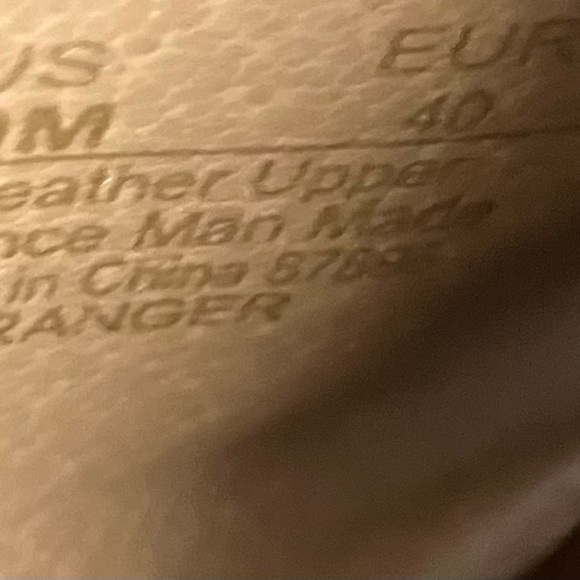 US EUR
M 40
eather Upper
nce Man Made
in China
RANGER